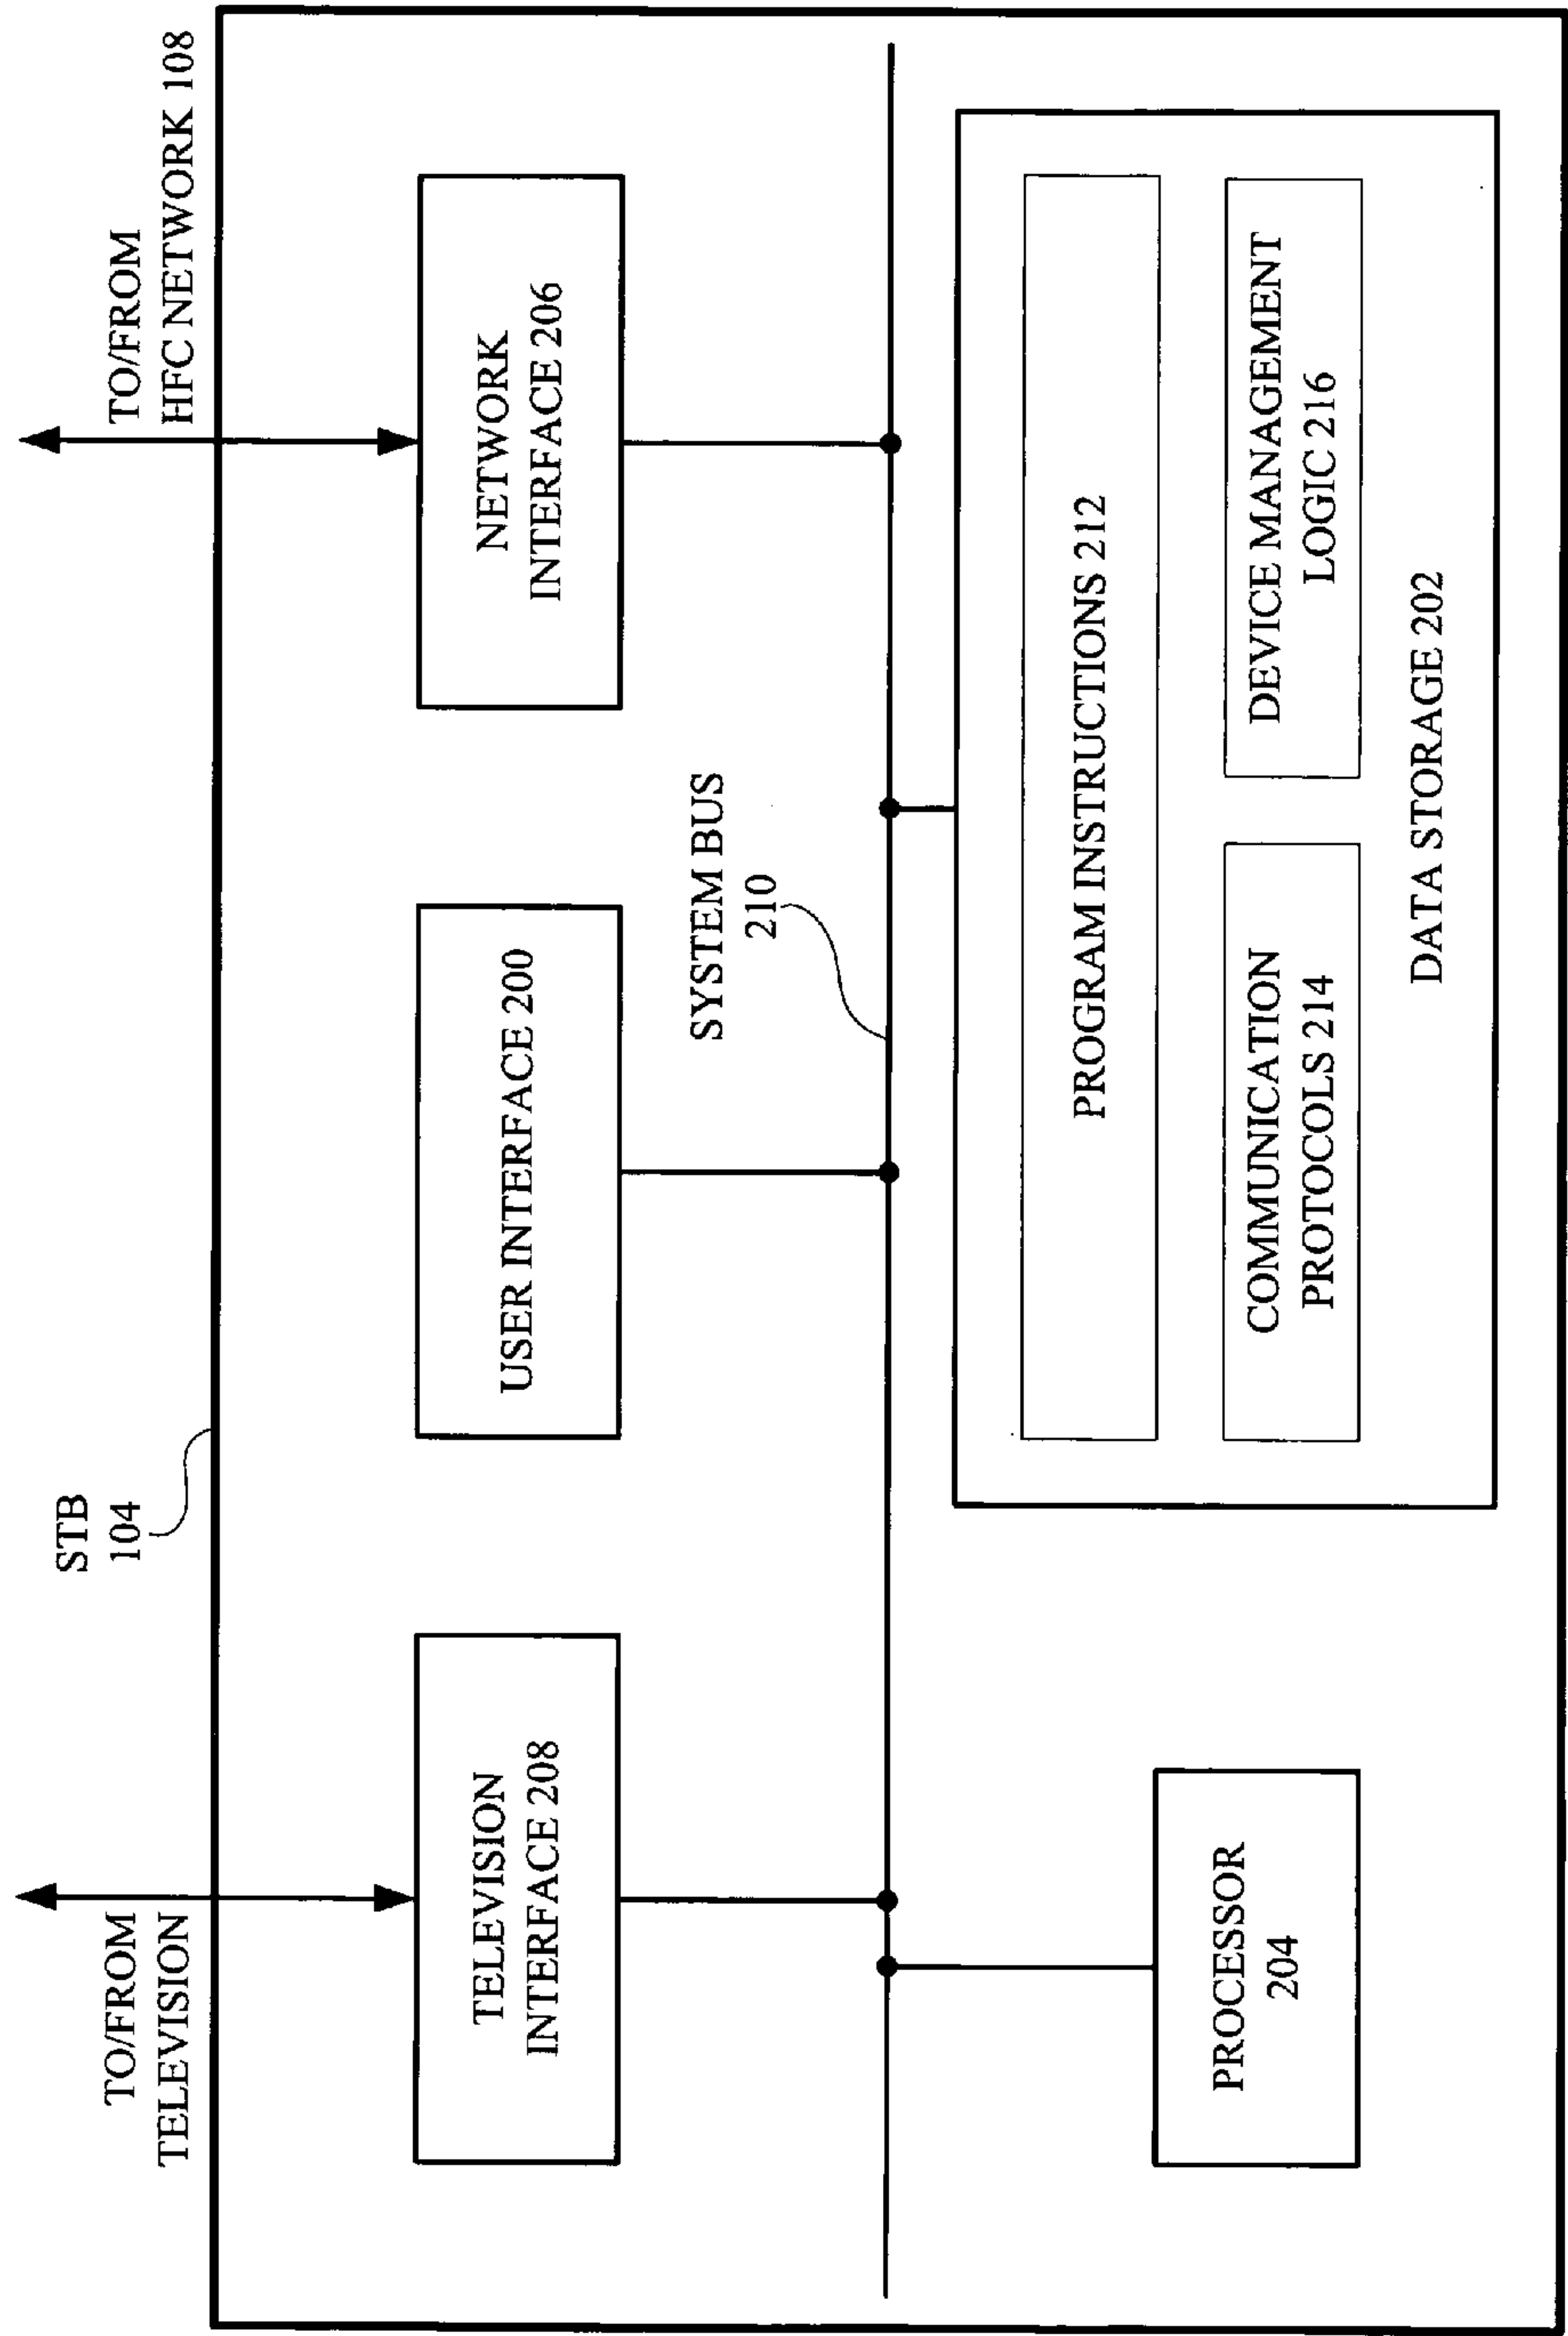 STB
104
TO/FROM
TELEVISION
TO/FROM
HFC NETWORK 108
TELEVISION
INTERFACE 208
USER INTERFACE 200
NETWORK
INTERFACE 206
SYSTEM BUS
210
PROCESSOR
204
PROGRAM INSTRUCTIONS 212
COMMUNICATION
PROTOCOLS 214
DEVICE MANAGEMENT
LOGIC 216
DATA STORAGE 202